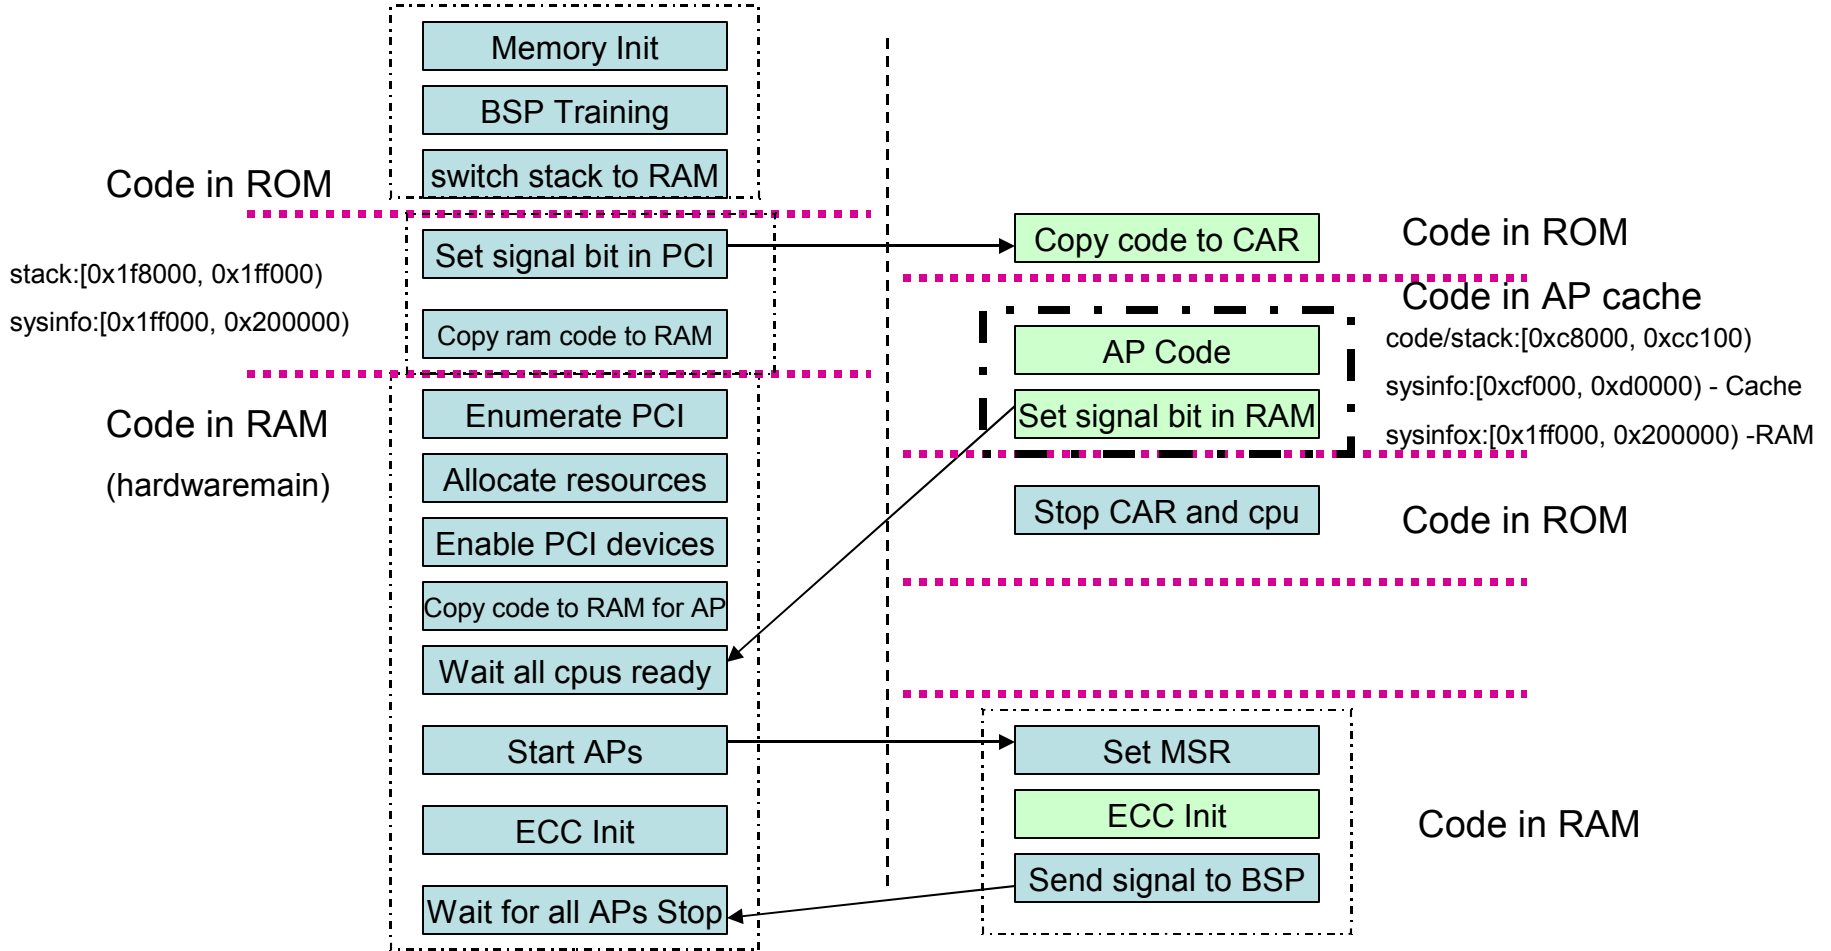 Memory Init
BSP Training
switch stack to RAM
Code in ROM
Set signal bit in PCI
stack:[0x1f8000, 0x1ff000)
sysinfo:[0x1ff000, 0x200000)
Copy ram code to RAM
Code in RAM
(hardwaremain)
Enumerate PCI
Allocate resources
Enable PCI devices
Copy code to RAM for AP
Wait all cpus ready
Start APs
ECC Init
Wait for all APs Stop
Copy code to CAR
Code in ROM
Code in AP cache
code/stack:[0xc8000, 0xcc100)
sysinfo:[0xcf000, 0xd0000) - Cache
sysinfox:[0x1ff000, 0x200000) -RAM
AP Code
Set signal bit in RAM
Stop CAR and cpu
Code in ROM
Set MSR
ECC Init
Send signal to BSP
Code in RAM